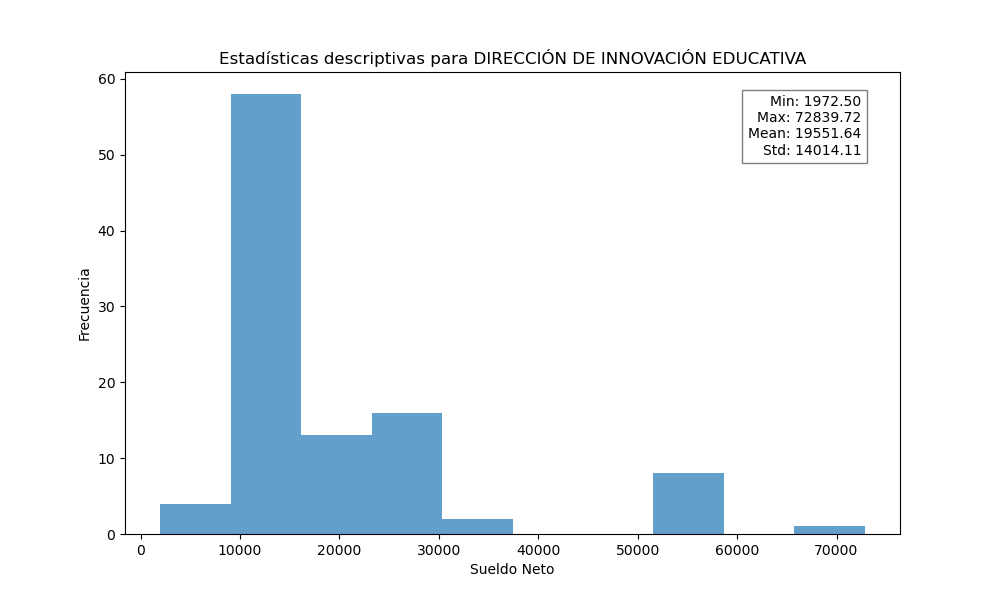 Estadísticas descriptivas para DIRECCIÓN DE INNOVACIÓN EDUCATIVA
Min: 1972.50
Max: 72839.72
Mean: 19551.64
Std: 14014.11
Frecuencia
60
50
40
30
20
10
0
0 10000 20000 30000 40000 50000 60000 70000
Sueldo Neto